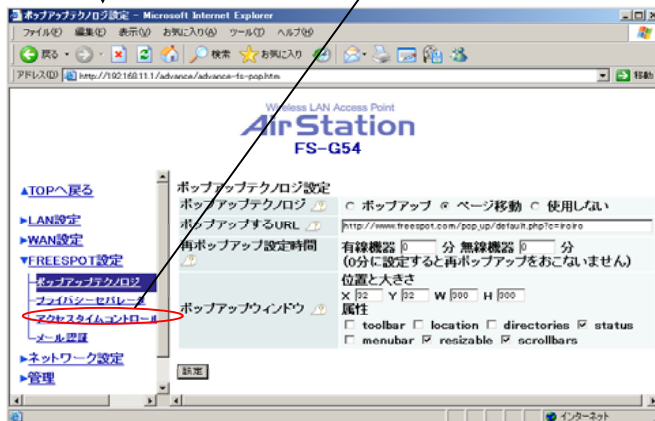 ポップアップテクノロジ設定 - Microsoft Internet Explorer
ファイル(F) 編集(E) 表示(V) お気に入り(A) ツール(T) ヘルプ(H)
戻る 検索 お気に入り
アドレス(D) http://192.168.11.1/advance/advance-fs-pop.htm 移動
Wireless LAN Access Point
AirStation
FS-G54
▲TOPへ戻る
▶LAN設定
▶WAN設定
▼FREESPOT設定
ポップアップテクノロジ
プライバシーセパレータ
アクセスタイムコントロール
メール認証
▶ネットワーク設定
▶管理
ポップアップテクノロジ設定
ポップアップテクノロジ ポップアップ ページ移動 使用しない
ポップアップするURL http://www.freespot.com/pop_up/default.php?c=iroiro
再ポップアップ設定時間 有線機器 0 分 無線機器 0 分
(0分に設定すると再ポップアップをおこないません)
ポップアップウィンドウ
位置と大きさ
X 32 Y 32 W H
属性
toolbar location directories status
menubar resizable scrollbars
設定
インターネット